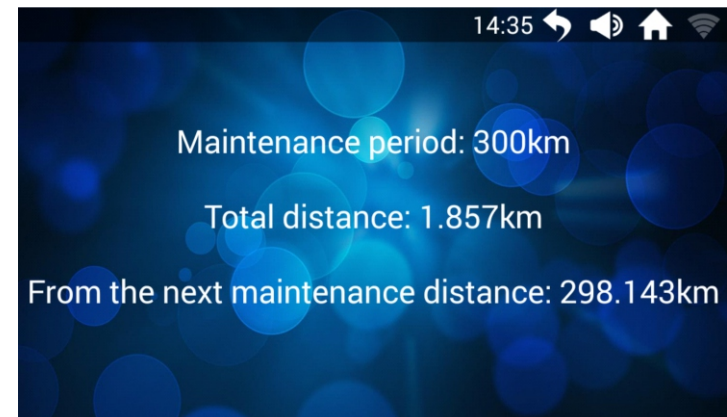 14:35
Maintenance period: 300km
Total distance: 1.857km
From the next maintenance distance: 298.143km